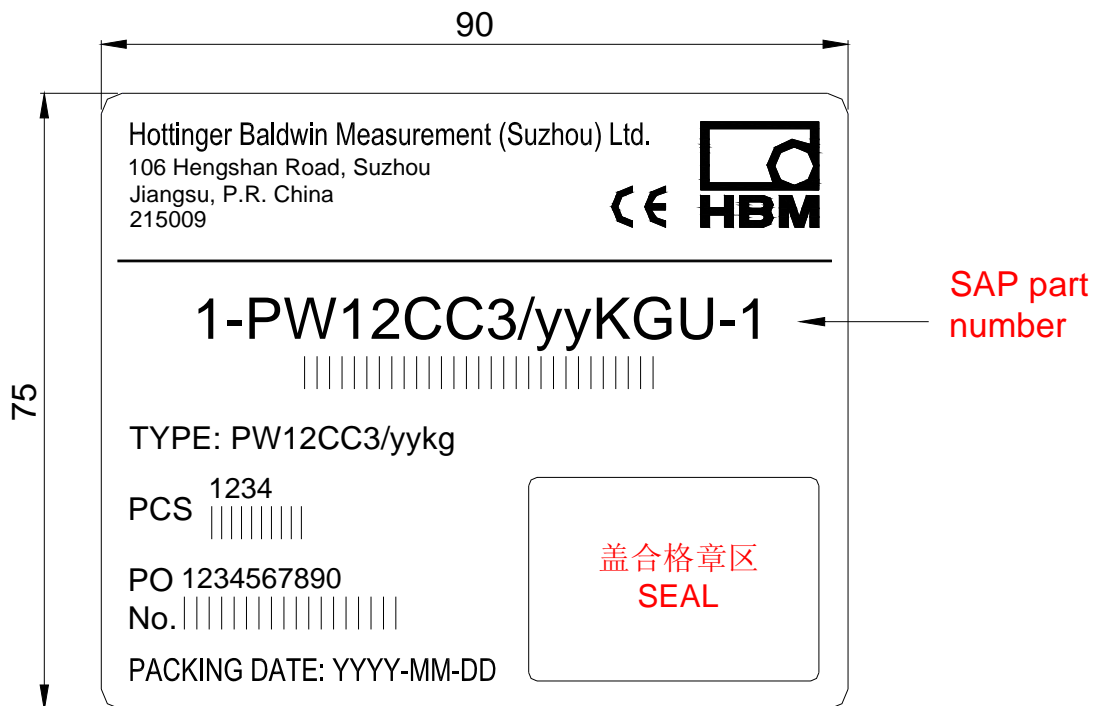 90
75
Hottinger Baldwin Measurement (Suzhou) Ltd.
106 Hengshan Road, Suzhou
Jiangsu, P.R. China
215009
CE
HBM
1-PW12CC3/yyKGU-1
SAP part
number
TYPE: PW12CC3/yykg
PCS 1234
PO 1234567890
No.
盖合格章区
SEAL
PACKING DATE: YYYY-MM-DD